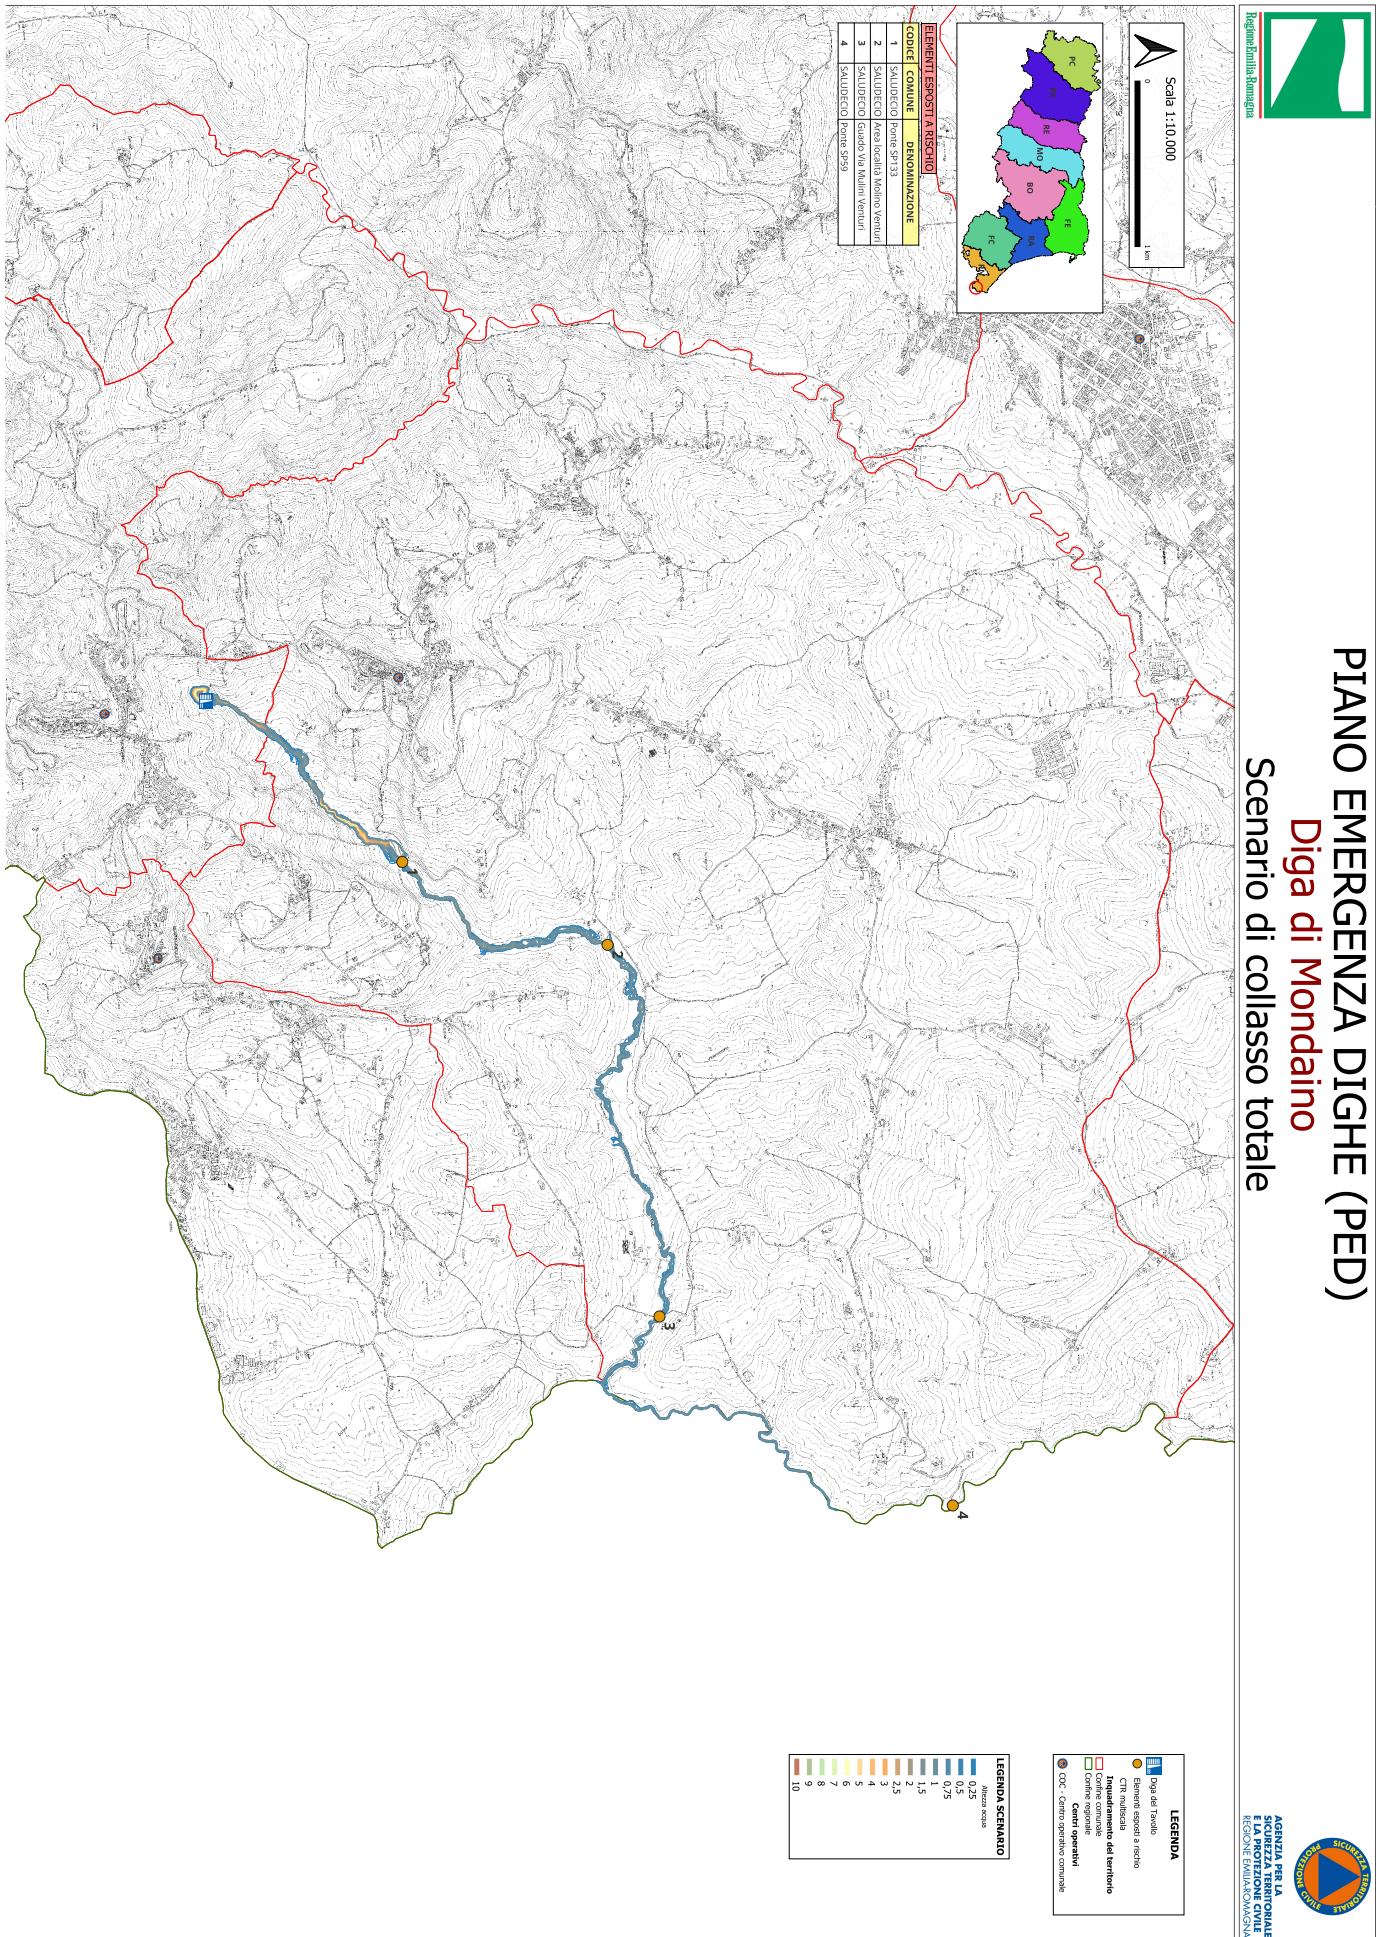 PIANO EMERGENZA DIGHE (PED)
Diga di Mondaino
Scenario di collasso totale
RegioneEmilia-Romagna
AGENZIA PER LA
SICUREZZA TERRITORIALE
E LA PROTEZIONE CIVILE
REGIONE EMILIA-ROMAGNA
SICUREZZA TERRITORIALE
PROTEZIONE CIVILE
Scala 1:10.000
0 1 km
PC
PR
RE
MO
BO
FE
RA
FC
ELEMENTI ESPOSTI A RISCHIO
CODICE COMUNE DENOMINAZIONE
1 SALUDECIO Ponte SP133
2 SALUDECIO Area località Molino Venturi
3 SALUDECIO Guado Via Mulini Venturi
4 SALUDECIO Ponte SP59
1
2
3
4
LEGENDA
Diga del Tavollo
Elementi esposti a rischio
CTR multiscala
Inquadramento del territorio
Confine comunale
Confine regionale
Centri operativi
COC - Centro operativo comunale
LEGENDA SCENARIO
Altezza acqua
0,25
0,5
0,75
1
1,5
2
2,5
3
4
5
6
7
8
9
10